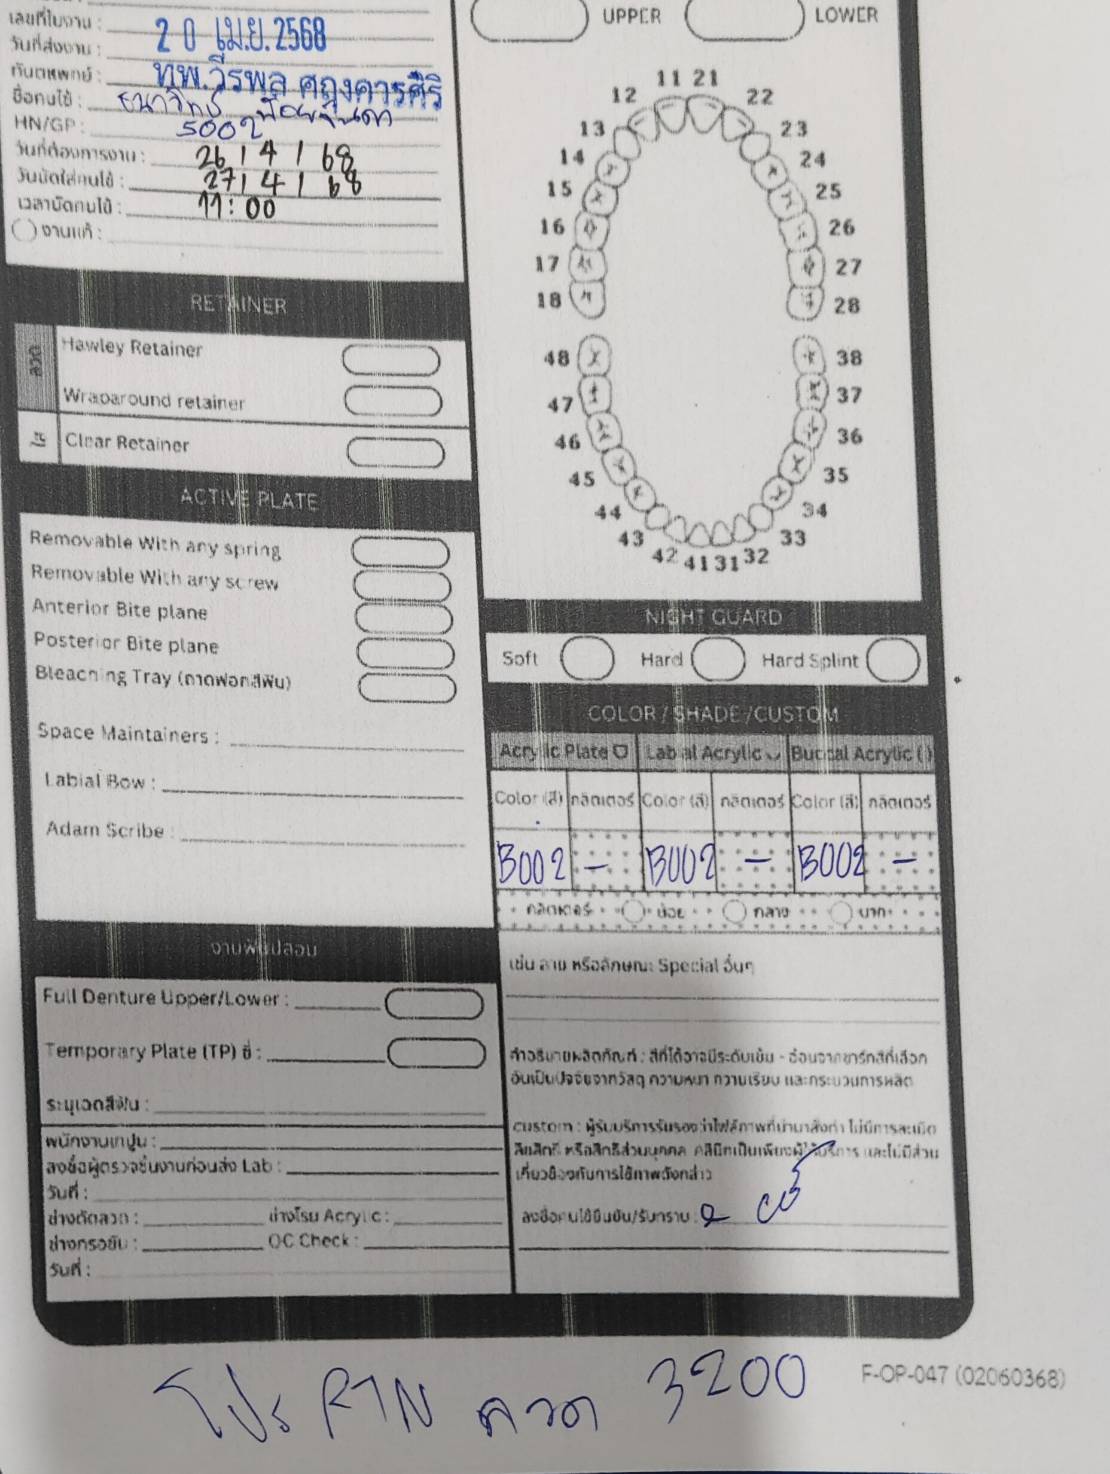 เลขที่ใบงาน :
วันที่ส่งงาน : 20 เม.ย. 2568
ทันตแพทย์ : ทพ.วีรพล
ชื่อคนไข้ :
HN/GP : 5002
วันที่ต้องการงาน : 26 / 4 / 68
วันนัดใส่คนไข้ : 27 / 4 / 68
เวลานัดคนไข้ : 11:00
งานแก้ :
UPPER LOWER
11 21
12 22
13 23
14 24
15 25
16 26
17 27
18 28
48 38
47 37
46 36
45 35
44 34
43 33
42 41 31 32
RETAINER
ลวด
Hawley Retainer
Wraparound retainer
ใส
Clear Retainer
ACTIVE PLATE
Removable With any spring
Removable With any screw
Anterior Bite plane
Posterior Bite plane
Bleaching Tray (ถาดฟอกสีฟัน)
Space Maintainers :
Labial Bow :
Adam Scribe :
NIGHT GUARD
Soft Hard Hard Splint
COLOR / SHADE /CUSTOM
Acrylic Plate Labial Acrylic Buccal Acrylic ( )
Color (สี) กลิตเตอร์ Color (สี) กลิตเตอร์ Color (สี) กลิตเตอร์
B002 - B002 - B002 -
กลิตเตอร์ น้อย กลาง มาก
เช่น ลาย หรือลักษณะ Special อื่นๆ
คำอธิบายผลิตภัณฑ์ : สีที่ได้อาจมีระดับเข้ม - อ่อนจากชาร์ทสีที่เลือก
อันเป็นปัจจัยจากวัสดุ ความหนา ความเรียบ และกระบวนการผลิต
custom : ผู้รับบริการรับรองว่าไฟล์ภาพที่นำมาสั่งทำ ไม่มีการละเมิด
ลิขสิทธิ์ หรือสิทธิส่วนบุคคล คลินิกเป็นเพียงผู้ให้บริการ และไม่มีส่วน
เกี่ยวข้องกับการใช้ภาพดังกล่าว
ลงชื่อคนไข้ยืนยัน/รับทราบ :
งานฟันปลอม
Full Denture Upper/Lower :
Temporary Plate (TP) ซี่ :
ระบุเฉดสีฟัน :
พนักงานเทปูน :
ลงชื่อผู้ตรวจชิ้นงานก่อนส่ง Lab :
วันที่ :
ช่างดัดลวด : ช่างโรย Acrylic :
ช่างกรอขัด : QC Check :
วันที่ :
F-OP-047 (02060368)
โปร RTN ลวด 3200